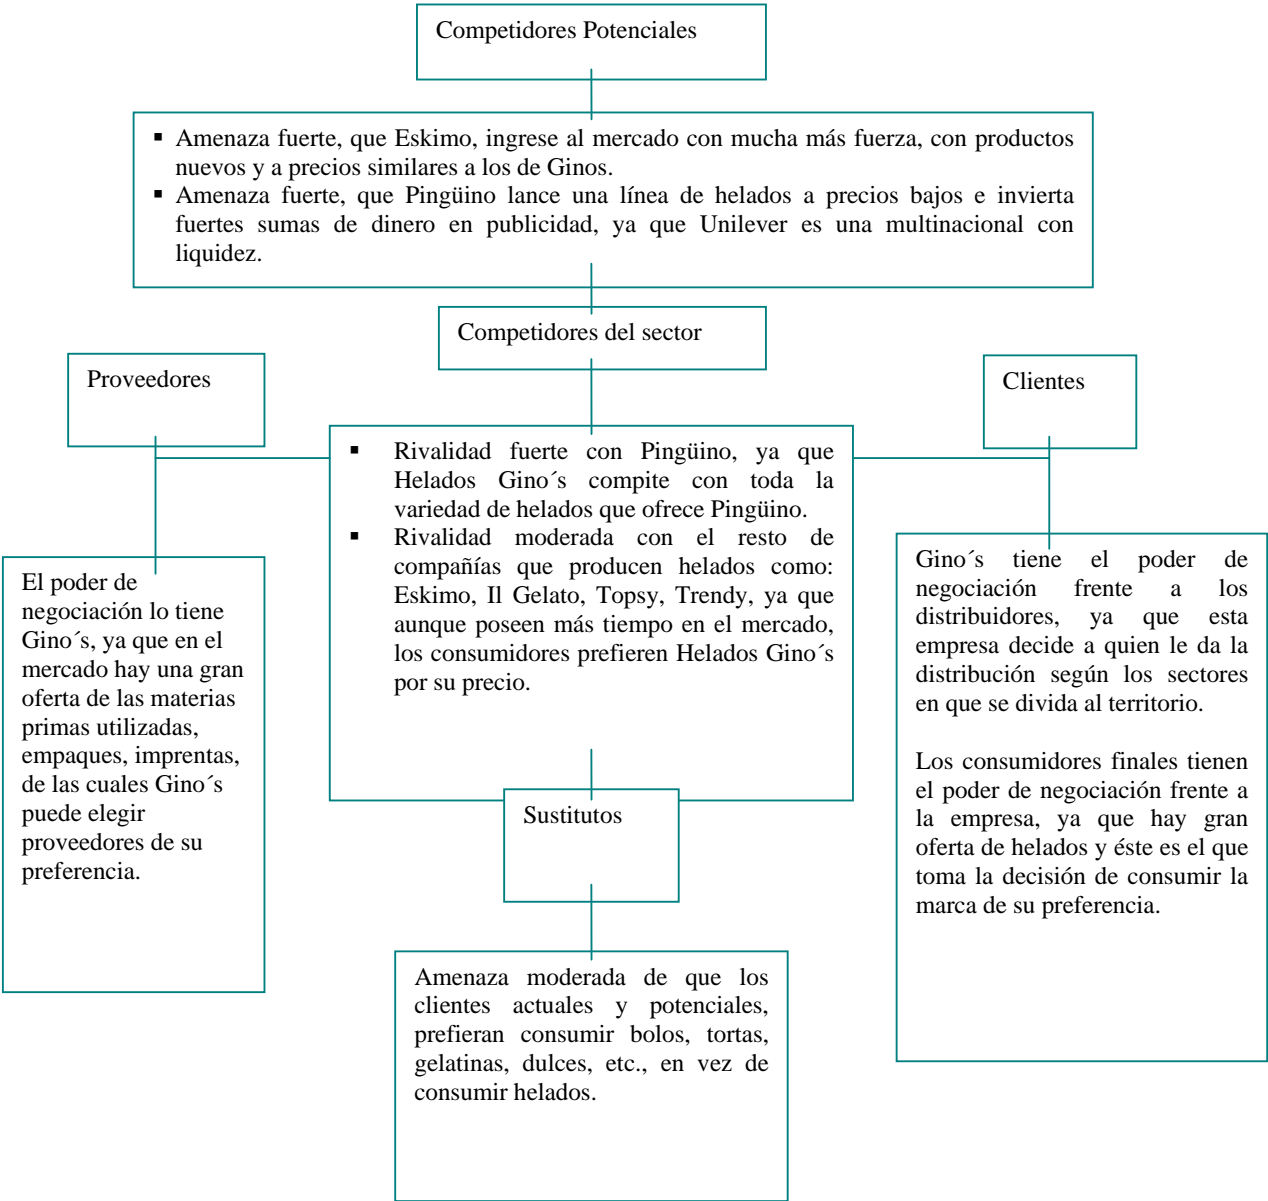 Competidores Potenciales
▪ Amenaza fuerte, que Eskimo, ingrese al mercado con mucha más fuerza, con productos
nuevos y a precios similares a los de Ginos.
▪ Amenaza fuerte, que Pingüino lance una línea de helados a precios bajos e invierta
fuertes sumas de dinero en publicidad, ya que Unilever es una multinacional con
liquidez.
Competidores del sector
Proveedores
Clientes
▪ Rivalidad fuerte con Pingüino, ya que
Helados Gino´s compite con toda la
variedad de helados que ofrece Pingüino.
▪ Rivalidad moderada con el resto de
compañías que producen helados como:
Eskimo, Il Gelato, Topsy, Trendy, ya que
aunque poseen más tiempo en el mercado,
los consumidores prefieren Helados Gino´s
por su precio.
El poder de
negociación lo tiene
Gino´s, ya que en el
mercado hay una gran
oferta de las materias
primas utilizadas,
empaques, imprentas,
de las cuales Gino´s
puede elegir
proveedores de su
preferencia.
Gino´s tiene el poder de
negociación frente a los
distribuidores, ya que esta
empresa decide a quien le da la
distribución según los sectores
en que se divida al territorio.
Los consumidores finales tienen
el poder de negociación frente a
la empresa, ya que hay gran
oferta de helados y éste es el que
toma la decisión de consumir la
marca de su preferencia.
Sustitutos
Amenaza moderada de que los
clientes actuales y potenciales,
prefieran consumir bolos, tortas,
gelatinas, dulces, etc., en vez de
consumir helados.